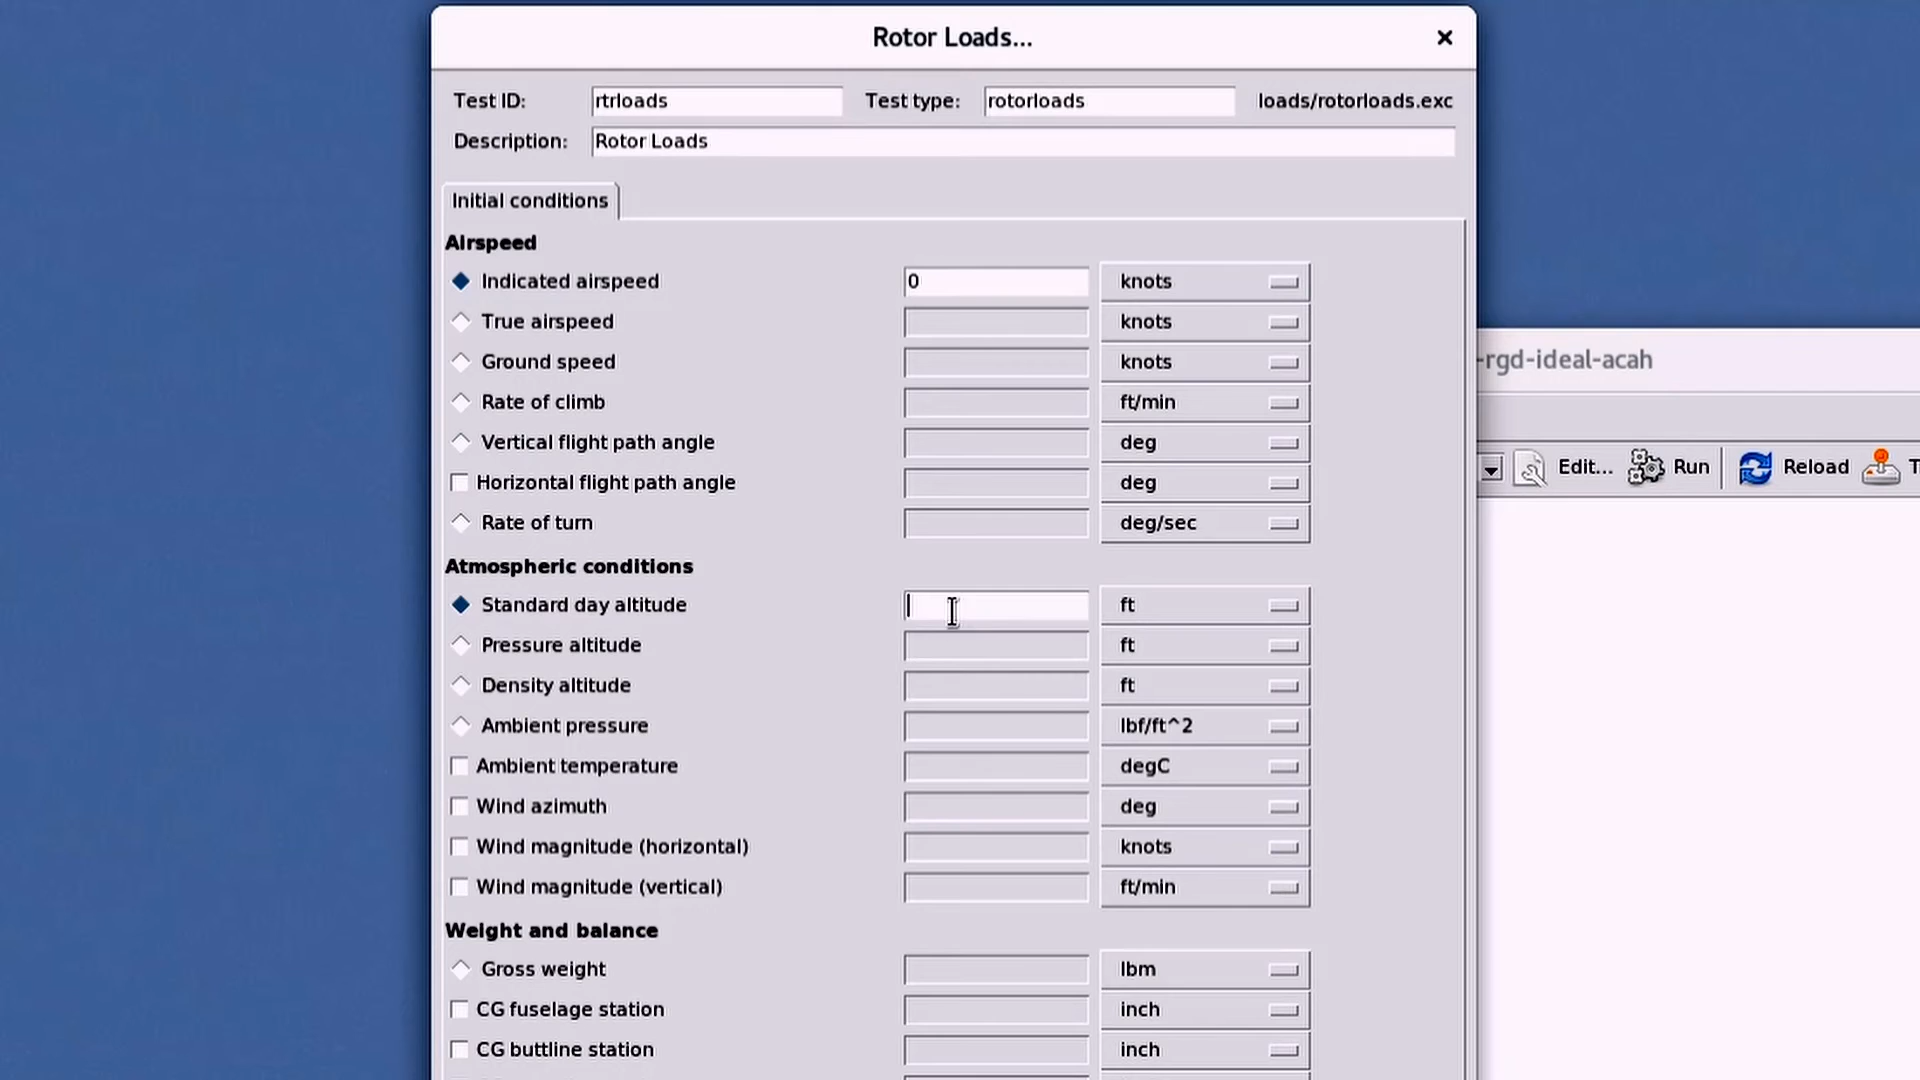 Rotor Loads...
Test ID: rtrloads Test type: rotorloads loads/rotorloads.exc
Description: Rotor Loads
Initial conditions
Airspeed
Indicated airspeed 0 knots
True airspeed knots
Ground speed knots
-rgd-ideal-acah
Rate of climb ft/min
Vertical flight path angle deg
Edit... Run Reload T
Horizontal flight path angle deg
Rate of turn deg/sec
Atmospheric conditions
Standard day altitude ft
Pressure altitude ft
Density altitude ft
Ambient pressure lbf/ft^2
Ambient temperature degC
Wind azimuth deg
Wind magnitude (horizontal) knots
Wind magnitude (vertical) ft/min
Weight and balance
Gross weight lbm
CG fuselage station inch
CG buttline station inch